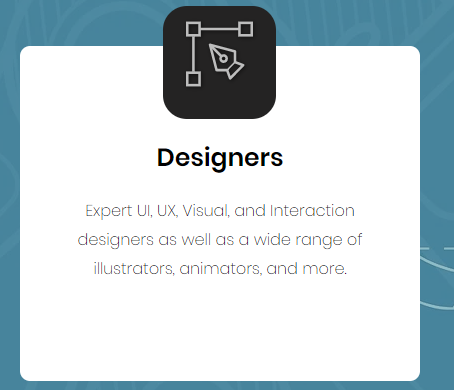 Designers
Expert UI, UX, Visual, and Interaction
designers as well as a wide range of
illustrators, animators, and more.